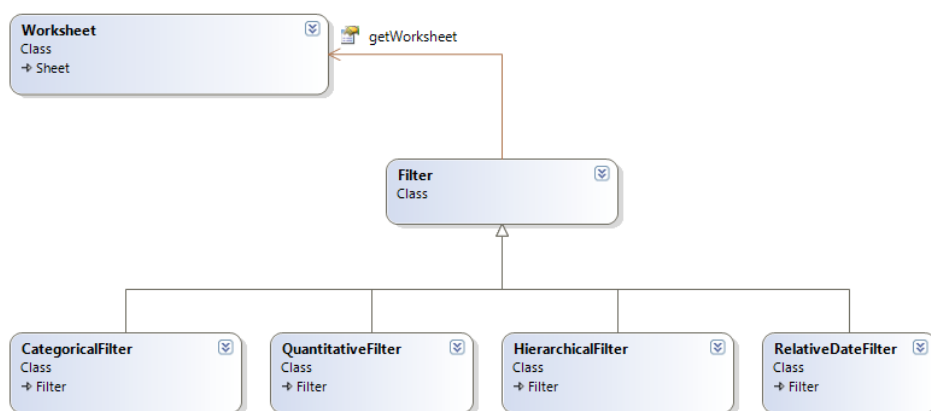 Worksheet
Class
Sheet
getWorksheet
Filter
Class
CategoricalFilter
Class
Filter
QuantitativeFilter
Class
Filter
HierarchicalFilter
Class
Filter
RelativeDateFilter
Class
Filter